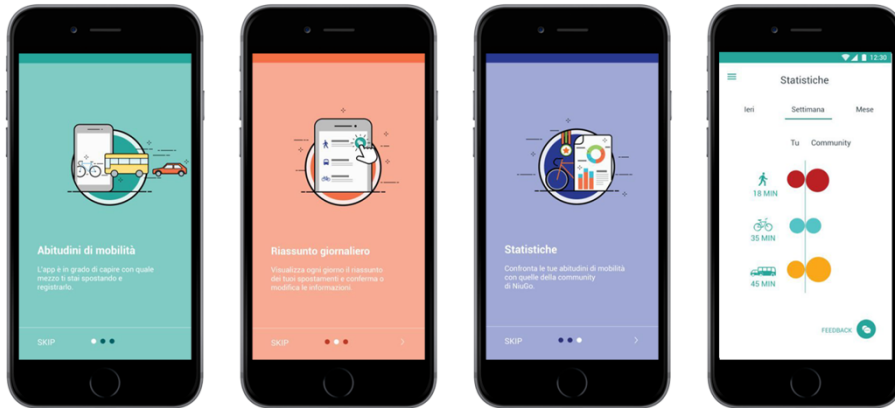 Abitudini di mobilità
L'app è in grado di capire con quale
mezzo ti stai spostando e
registrarlo.
SKIP
Riassunto giornaliero
Visualizza ogni giorno il riassunto
dei tuoi spostamenti e conferma o
modifica le informazioni
SKIP
Statistiche
Confronta le tue abitudini di mobilità
con quelle della community
di NiuGo.
SKIP
12:30
Statistiche
Ieri Settimana Mese
Tu Community
18 MIN
35 MIN
45 MIN
FEEDBACK